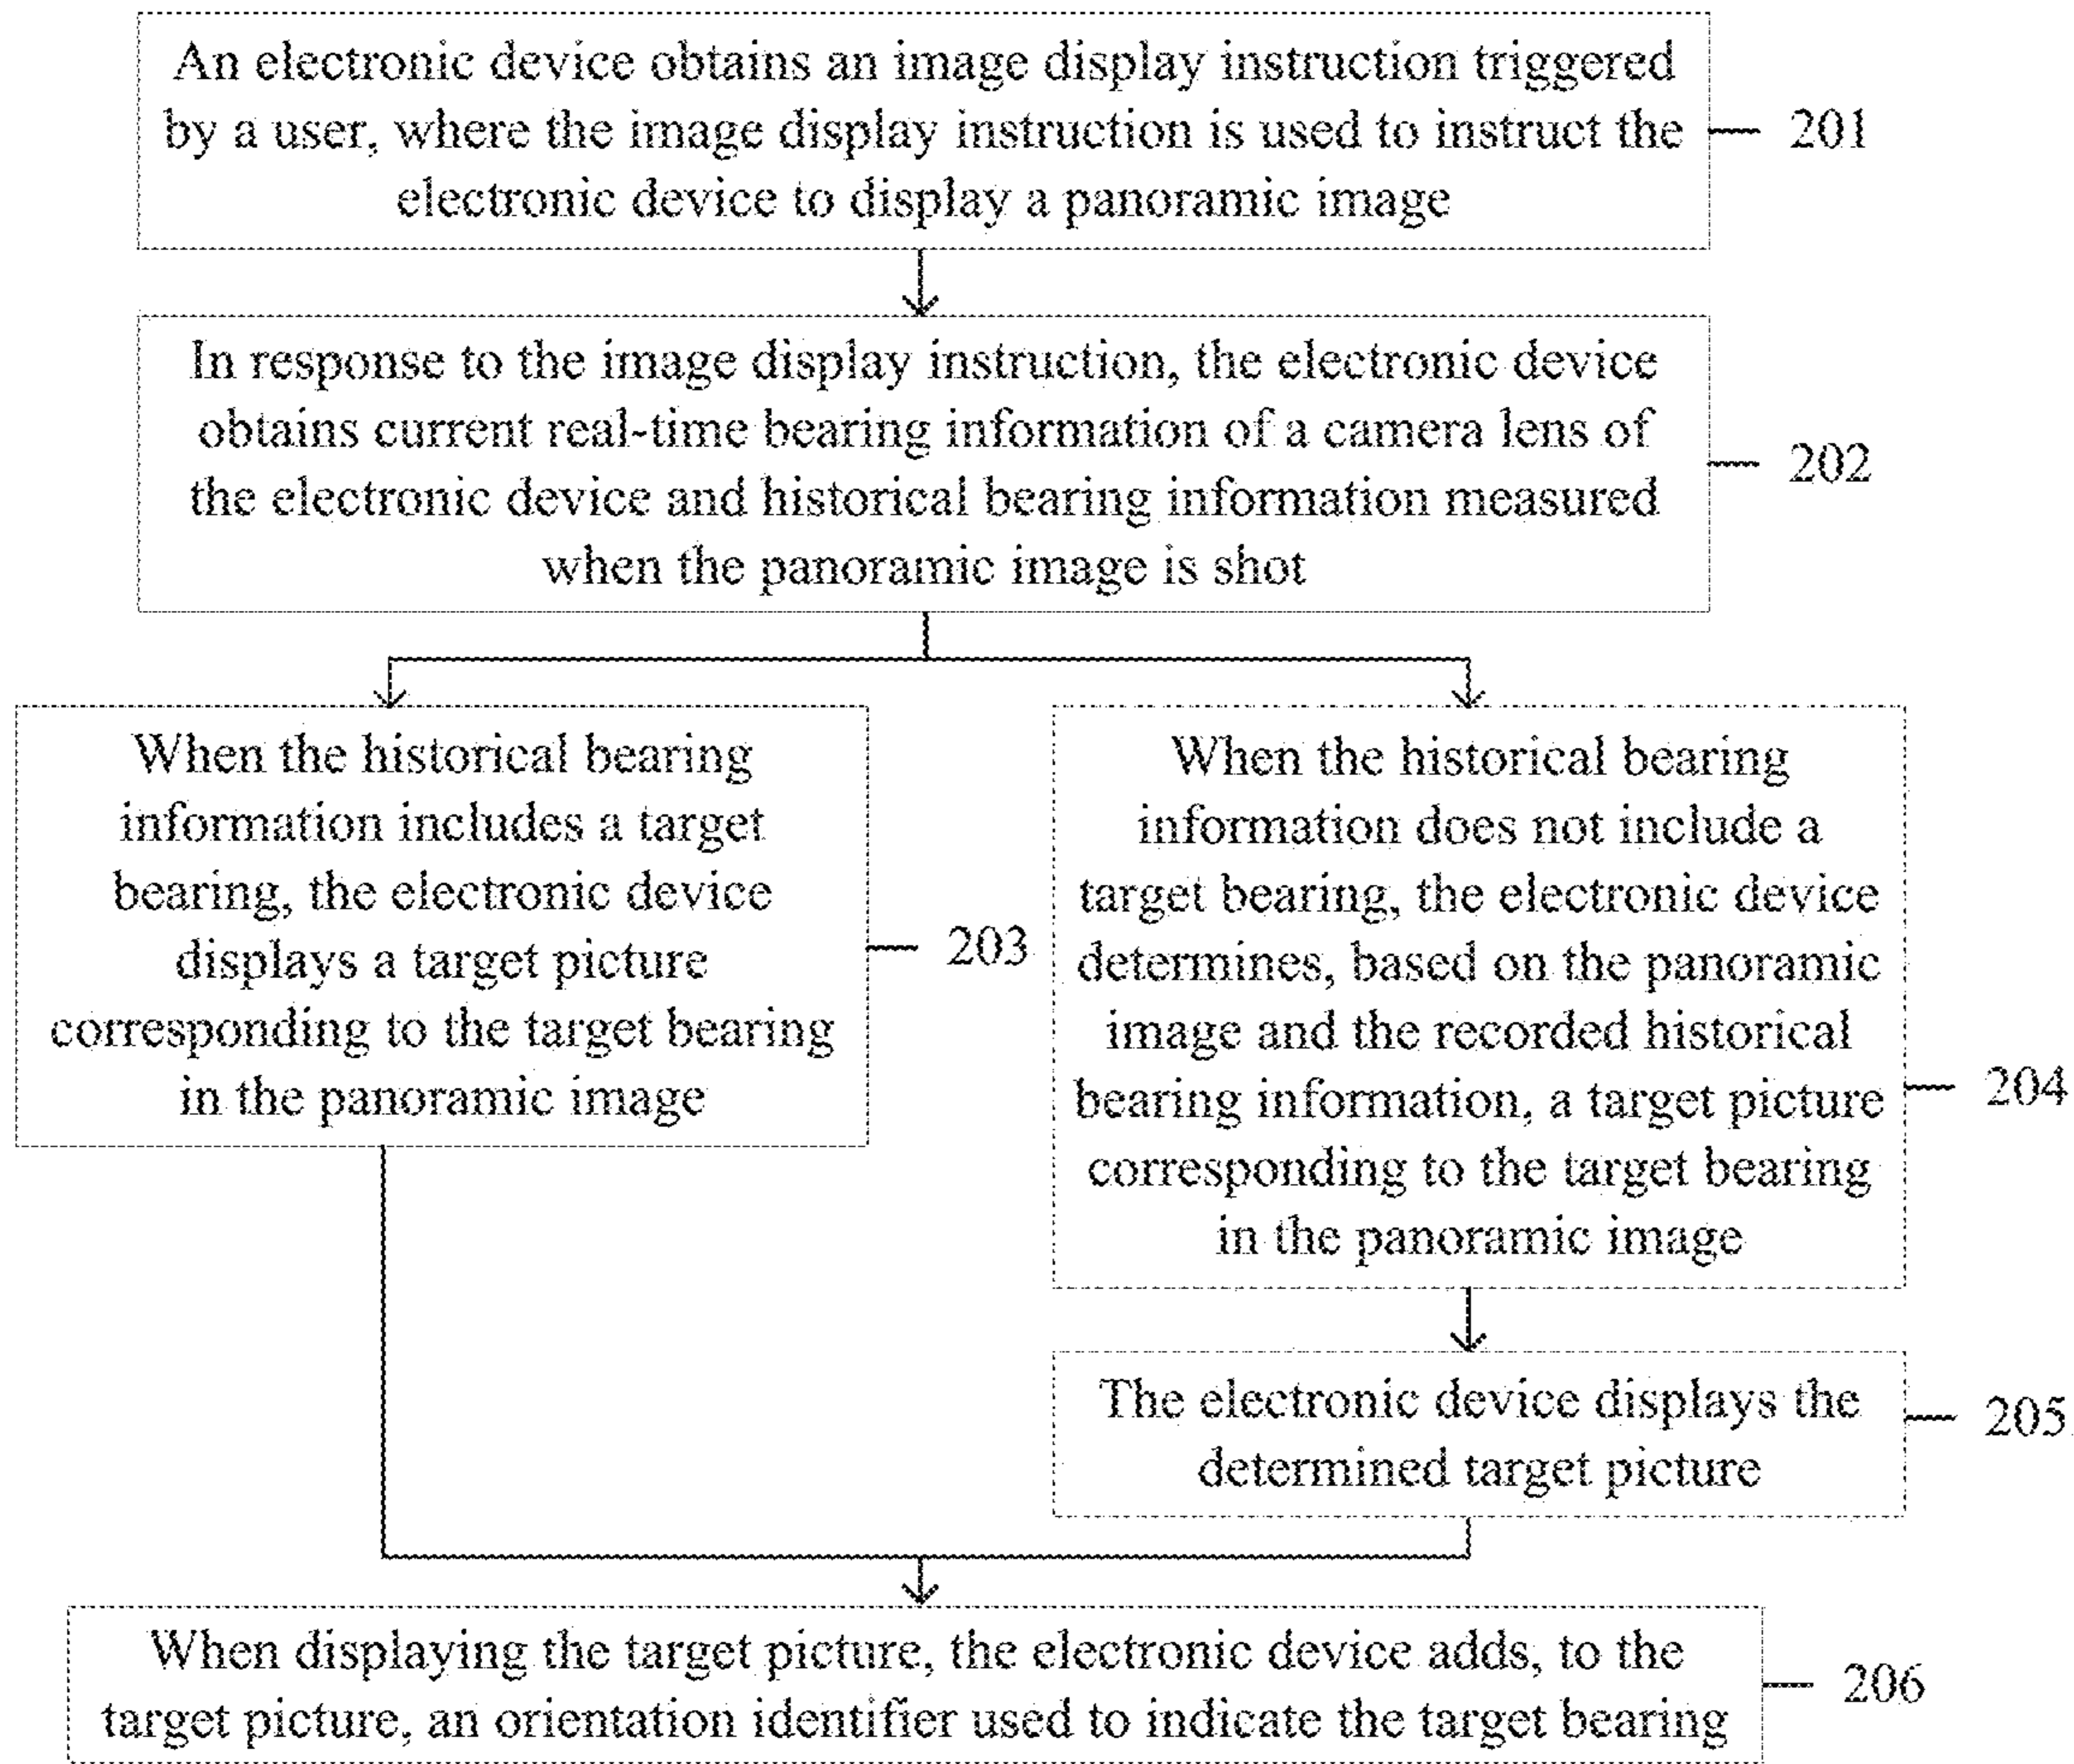 An electronic device obtains an image display instruction triggered
by a user, where the image display instruction is used to instruct the
electronic device to display a panoramic image
201
In response to the image display instruction, the electronic device
obtains current real-time bearing information of a camera lens of
the electronic device and historical bearing information measured
when the panoramic image is shot
202
When the historical bearing
information includes a target
bearing, the electronic device
displays a target picture
corresponding to the target bearing
in the panoramic image
203
When the historical bearing
information does not include a
target bearing, the electronic device
determines, based on the panoramic
image and the recorded historical
bearing information, a target picture
corresponding to the target bearing
in the panoramic image
204
The electronic device displays the
determined target picture
205
When displaying the target picture, the electronic device adds, to the
target picture, an orientation identifier used to indicate the target bearing
206